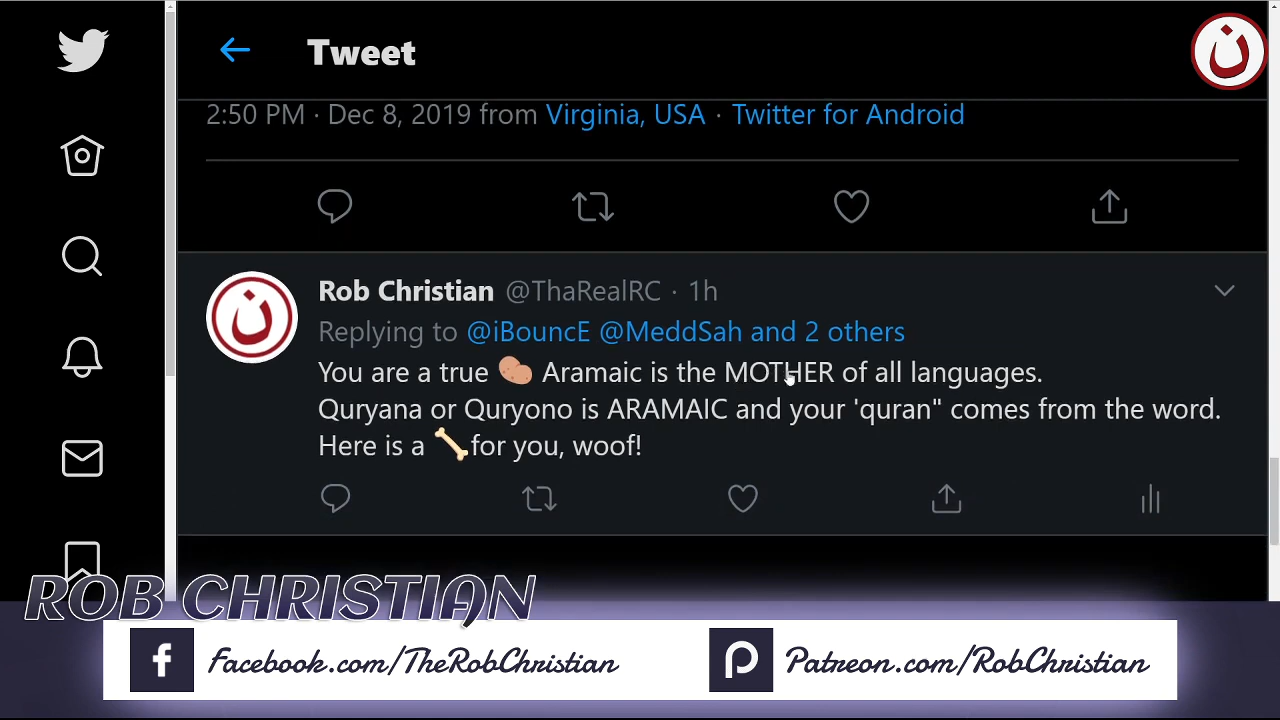 Tweet
ن
2:50 PM · Dec 8, 2019 from Virginia, USA · Twitter for Android
ن
Rob Christian @ThaRealRC · 1h
Replying to @iBouncE @MeddSah and 2 others
You are a true 🥔 Aramaic is the MOTHER of all languages.
Quryana or Quryono is ARAMAIC and your 'quran" comes from the word.
Here is a 🦴for you, woof!
ROB CHRISTIAN
Facebook.com/TheRobChristian
Patreon.com/RobChristian